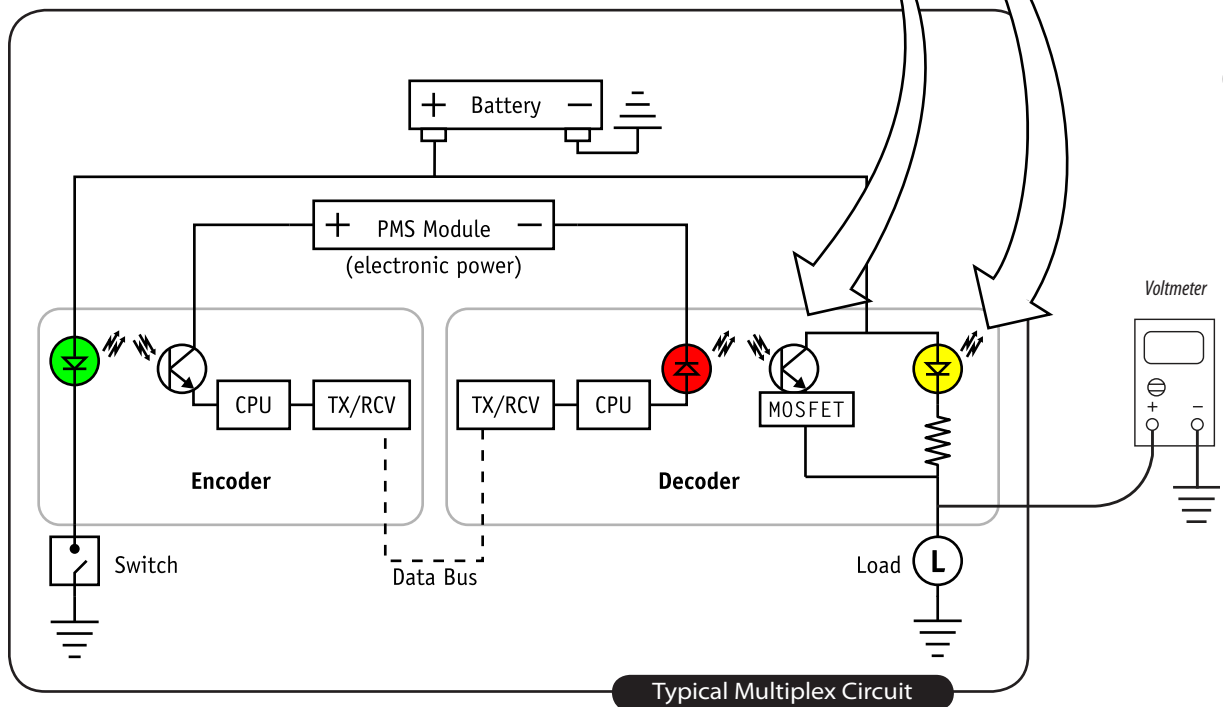 + Battery −
+ PMS Module −
(electronic power)
Voltmeter
+ −
CPU
TX/RCV
TX/RCV
CPU
MOSFET
Encoder
Decoder
Switch
Data Bus
Load
L
Typical Multiplex Circuit